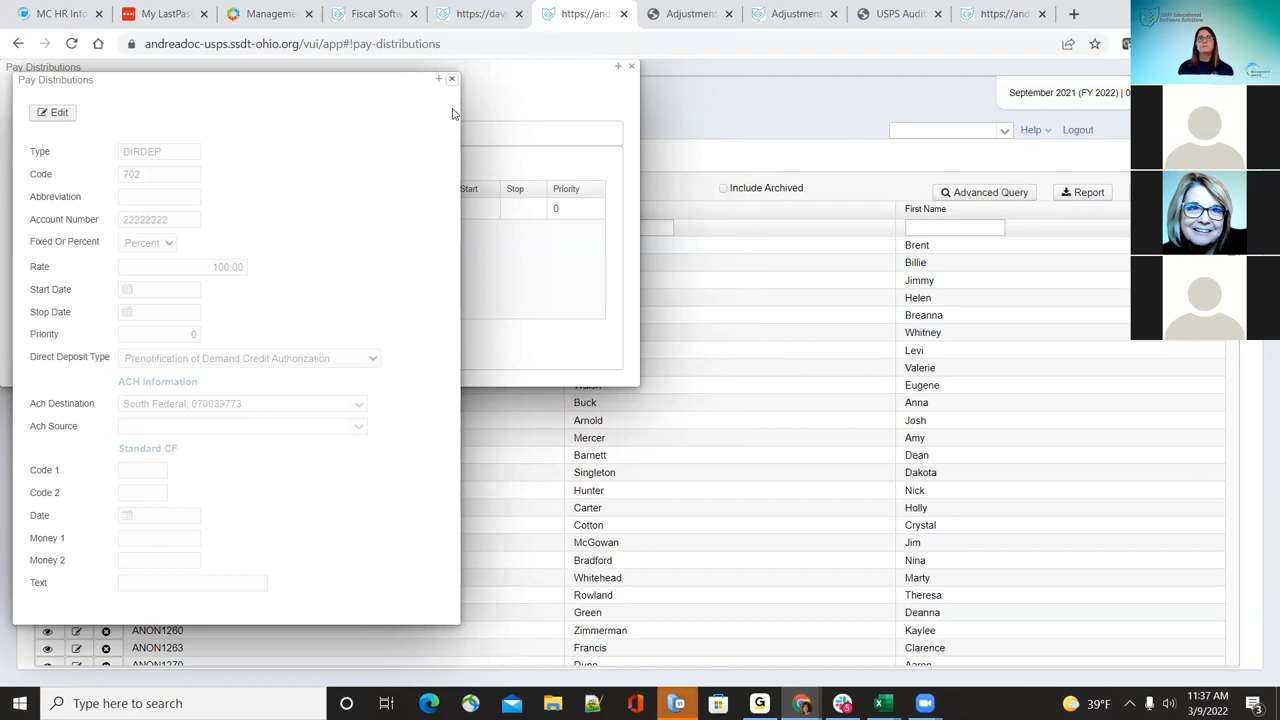 MC HR Info
My LastPass
Manageme
Fiscal Softw
https://dav
https://and
Adjustment
Adjustment
https://and
andreadoc-usps.ssdt-ohio.org/vui/app#!pay-distributions
Pay Distributions
Pay Distributions
September 2021 (FY 2022) | 0
Edit
Help
Logout
Type
DIRDEP
Code
702
Start
Stop
Priority
Include Archived
Advanced Query
Report
Abbreviation
0
First Name
Account Number
22222222
Fixed Or Percent
Percent
Brent
Rate
100.00
Billie
Start Date
Jimmy
Stop Date
Helen
Breanna
Priority
0
Whitney
Direct Deposit Type
Prenotification of Demand Credit Authorization
Levi
Valerie
ACH Information
Eugene
Ach Destination
South Federal, 070039773
Buck
Anna
Ach Source
Arnold
Josh
Mercer
Amy
Standard CF
Barnett
Dean
Code 1
Singleton
Dakota
Code 2
Hunter
Nick
Date
Carter
Holly
Cotton
Crystal
Money 1
McGowan
Jim
Money 2
Bradford
Nina
Text
Whitehead
Marty
Rowland
Theresa
Green
Deanna
ANON1260
Zimmerman
Kaylee
ANON1263
Francis
Clarence
ANON1270
Dunn
Aaron
Type here to search
39°F
11:37 AM
3/9/2022
3